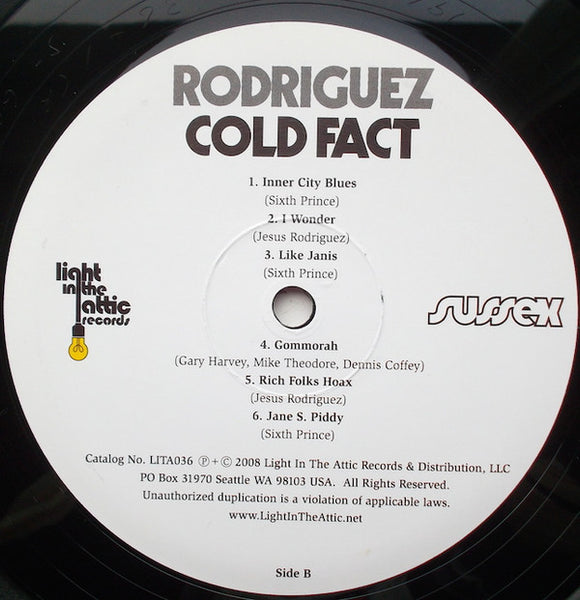 RODRIGUEZ
COLD FACT
1. Inner City Blues
(Sixth Prince)
2. I Wonder
(Jesus Rodriguez)
3. Like Janis
(Sixth Prince)
light
in the
attic
records
sussex
4. Gommorah
(Gary Harvey, Mike Theodore, Dennis Coffey)
5. Rich Folks Hoax
(Jesus Rodriguez)
6. Jane S. Piddy
(Sixth Prince)
Catalog No. LITA036 Ⓟ+© 2008 Light In The Attic Records & Distribution, LLC
PO Box 31970 Seattle WA 98103 USA. All Rights Reserved.
Unauthorized duplication is a violation of applicable laws.
www.LightInTheAttic.net
Side B